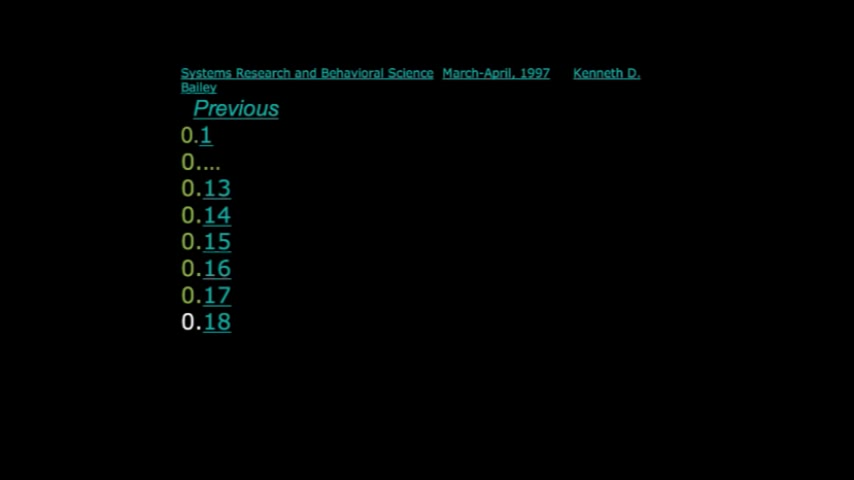 Systems Research and Behavioral Science March-April, 1997 Kenneth D.
Bailey
Previous
0.1
0....
0.13
0.14
0.15
0.16
0.17
0.18